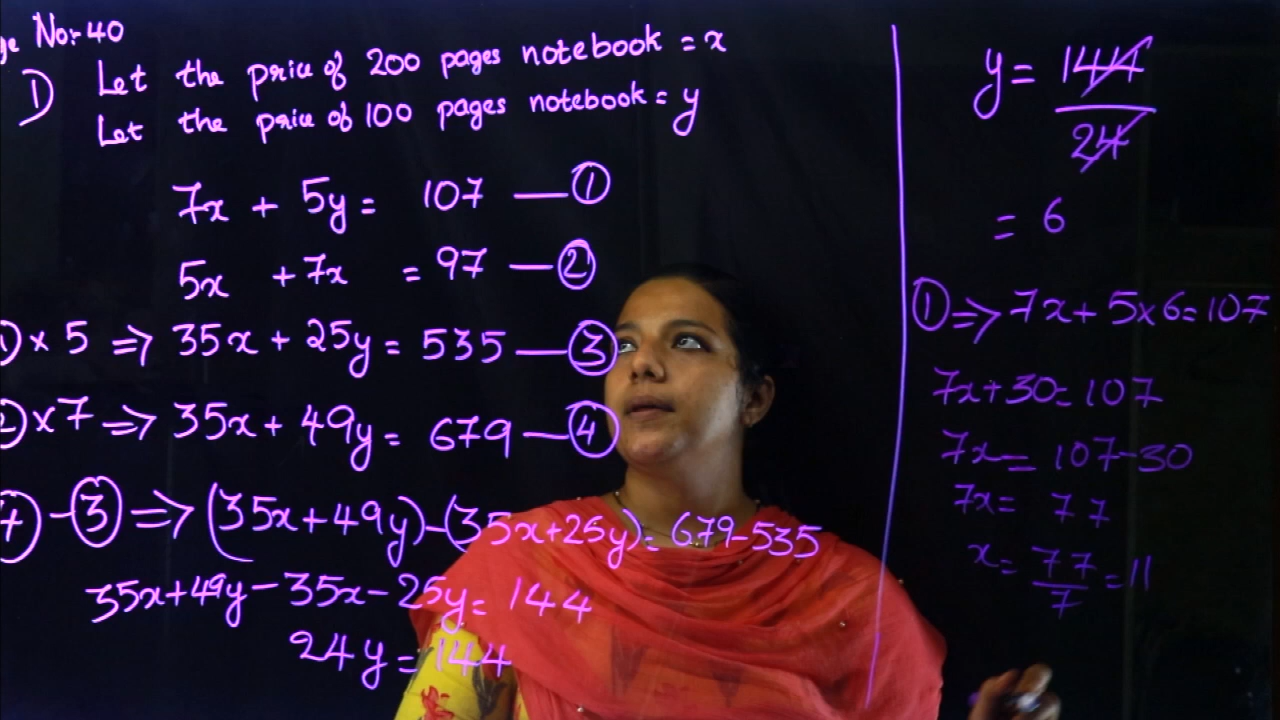 ge No:-40
1) Let the price of 200 pages notebook = x
Let the price of 100 pages notebook = y
7x + 5y = 107 — ①
5x + 7x = 97 — ②
① × 5 ⇒ 35x + 25y = 535 — ③
② × 7 ⇒ 35x + 49y = 679 — ④
④ - ③ ⇒ (35x + 49y) - (35x + 25y) = 679 - 535
35x + 49y - 35x - 25y = 144
24y = 144
y = 144/24
= 6
① ⇒ 7x + 5 × 6 = 107
7x + 30 = 107
7x = 107 - 30
7x = 77
x = 77/7 = 11